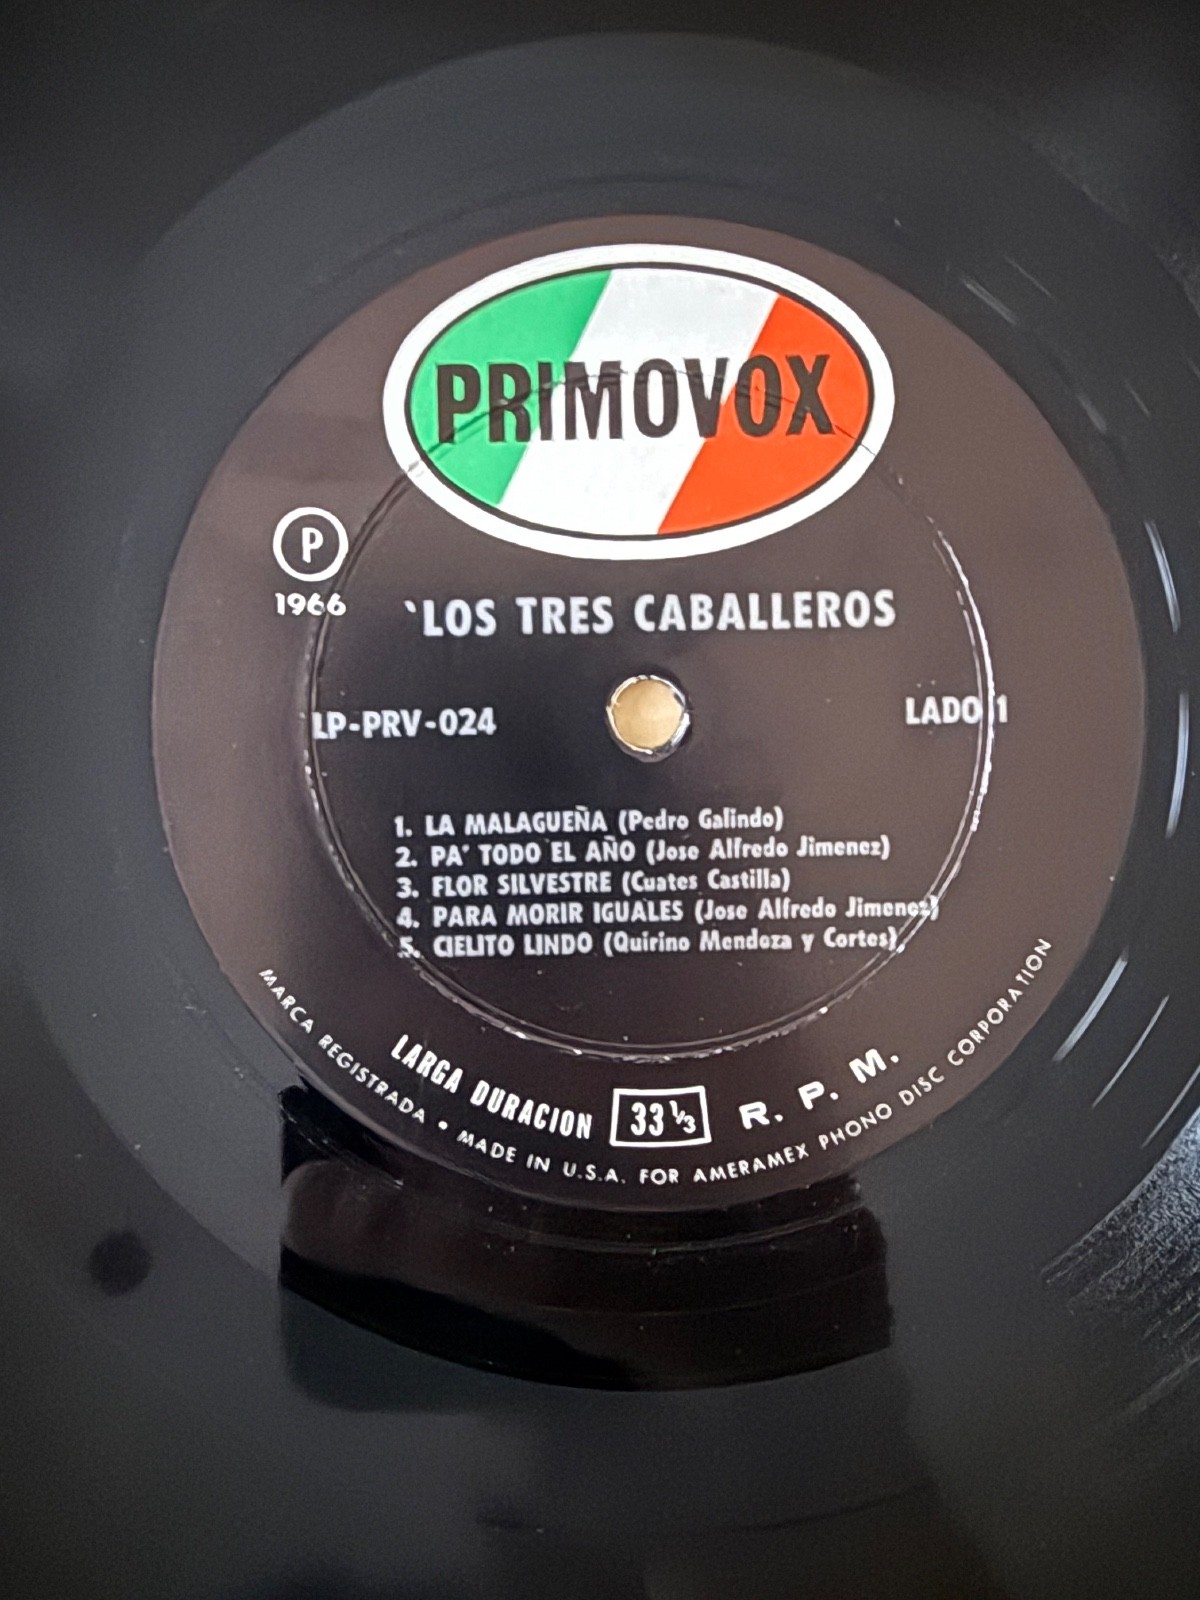 PRIMOVOX
P
1966
`LOS TRES CABALLEROS
LP-PRV-024
LADO 1
1. LA MALAGUEÑA (Pedro Galindo)
2. PA' TODO EL AÑO (Jose Alfredo Jimenez)
3. FLOR SILVESTRE (Cuates Castilla)
4. PARA MORIR IGUALES (Jose Alfredo Jimenez)
5. CIELITO LINDO (Quirino Mendoza y Cortes)
LARGA DURACION 33 1/3 R. P. M.
MARCA REGISTRADA • MADE IN U.S.A. FOR AMERAMEX PHONO DISC CORPORATION